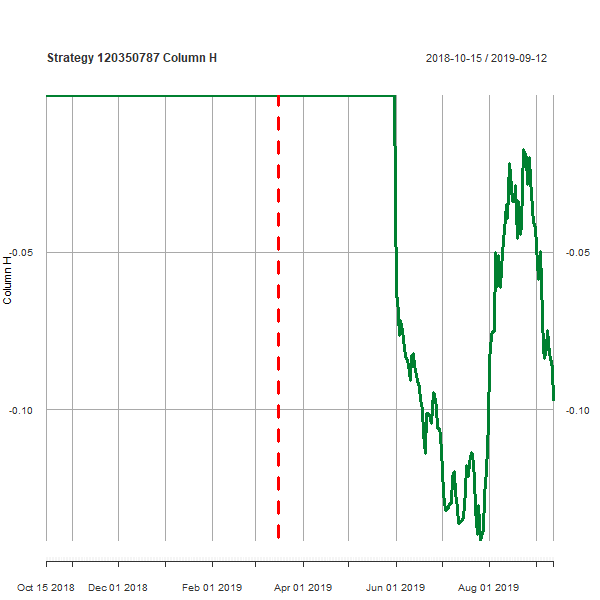 Strategy 120350787 Column H
2018-10-15 / 2019-09-12
-0.05
-0.05
Column H
-0.10
-0.10
Oct 15 2018
Dec 01 2018
Feb 01 2019
Apr 01 2019
Jun 01 2019
Aug 01 2019